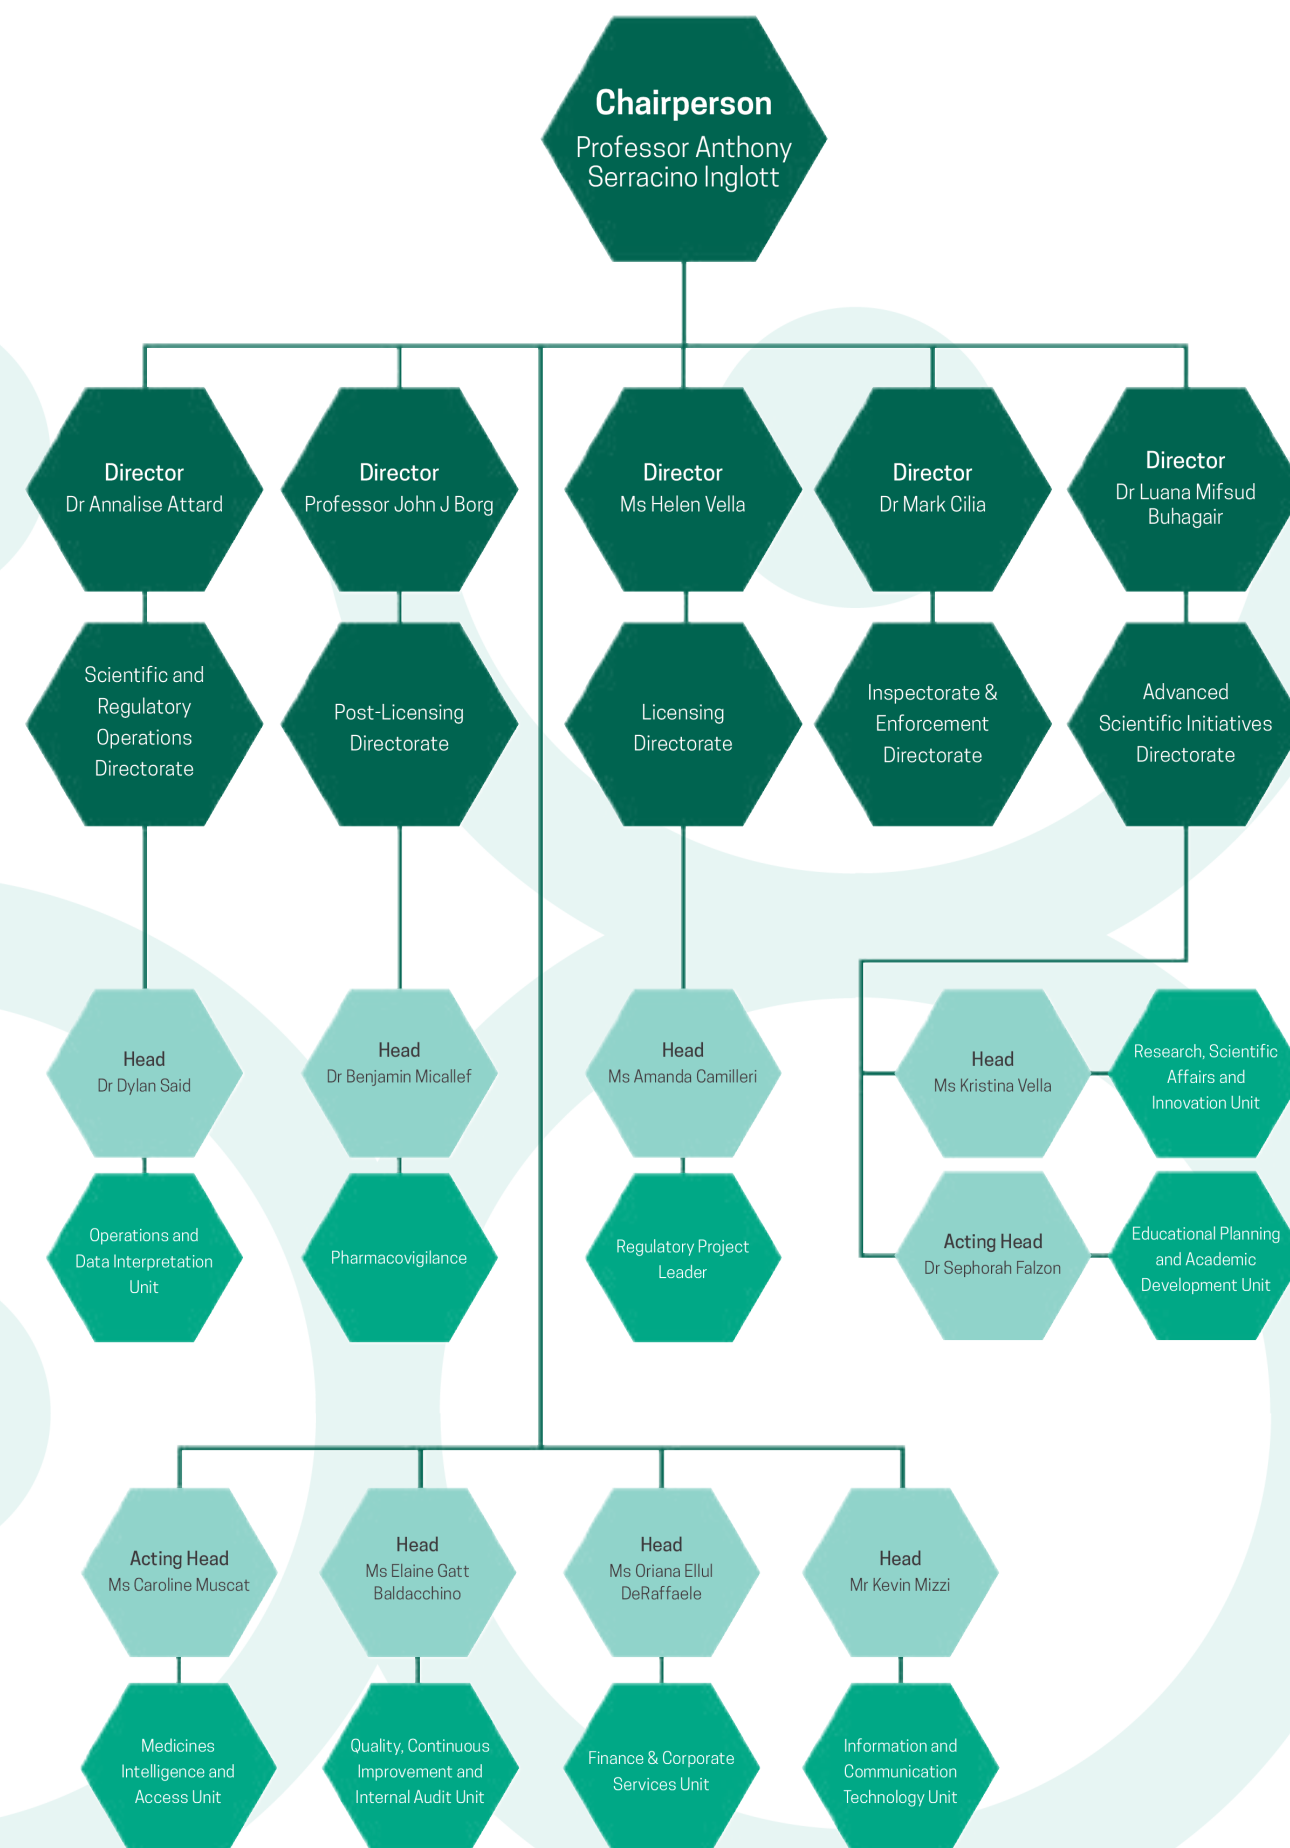 Chairperson
Professor Anthony
Serracino Inglott
Director
Dr Annalise Attard
Director
Professor John J Borg
Director
Ms Helen Vella
Director
Dr Mark Cilia
Director
Dr Luana Mifsud
Buhagair
Scientific and
Regulatory
Operations
Directorate
Post-Licensing
Directorate
Licensing
Directorate
Inspectorate &
Enforcement
Directorate
Advanced
Scientific Initiatives
Directorate
Head
Dr Dylan Said
Head
Dr Benjamin Micallef
Head
Ms Amanda Camilleri
Head
Ms Kristina Vella
Research, Scientific
Affairs and
Innovation Unit
Operations and
Data Interpretation
Unit
Pharmacovigilance
Regulatory Project
Leader
Acting Head
Dr Sephorah Falzon
Educational Planning
and Academic
Development Unit
Acting Head
Ms Caroline Muscat
Head
Ms Elaine Gatt
Baldacchino
Head
Ms Oriana Ellul
DeRaffaele
Head
Mr Kevin Mizzi
Medicines
Intelligence and
Access Unit
Quality, Continuous
Improvement and
Internal Audit Unit
Finance & Corporate
Services Unit
Information and
Communication
Technology Unit